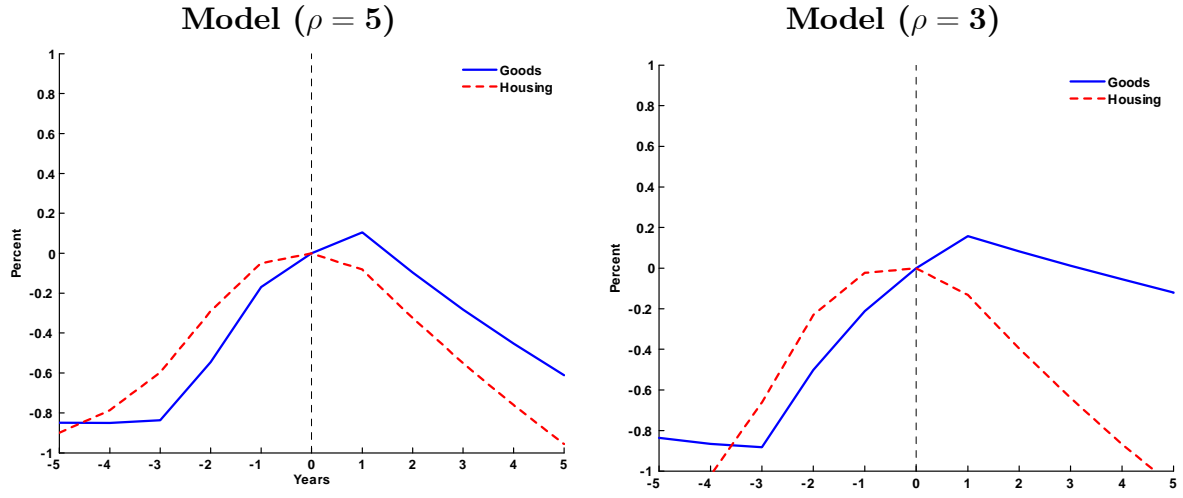 Model (ρ = 5)
1
0.8
0.6
0.4
0.2
0
-0.2
-0.4
-0.6
-0.8
-1
Percent
Goods
Housing
-5 -4 -3 -2 -1 0 1 2 3 4 5
Years
Model (ρ = 3)
1
0.8
0.6
0.4
0.2
0
-0.2
-0.4
-0.6
-0.8
-1
Percent
Goods
Housing
-5 -4 -3 -2 -1 0 1 2 3 4 5